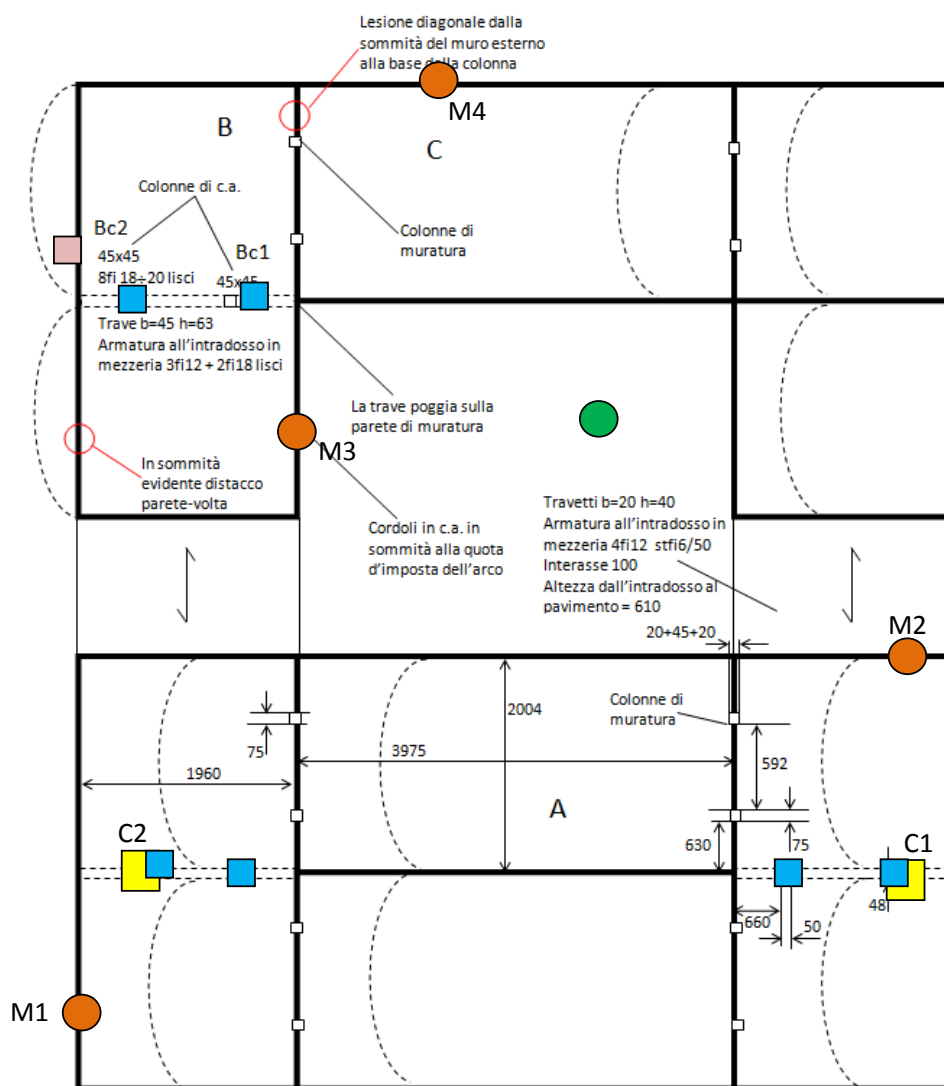 Lesione diagonale dalla
sommità del muro esterno
alla base della colonna
M4
B
C
Colonne di c.a.
Bc2
45x45
8fi 18÷20 lisci
Bc1
45x45
Colonne di
muratura
Trave b=45 h=63
Armatura all'intradosso in
mezzeria 3fi12 + 2fi18 lisci
La trave poggia sulla
parete di muratura
M3
In sommità
evidente distacco
parete-volta
Cordoli in c.a. in
sommità alla quota
d'imposta dell'arco
Travetti b=20 h=40
Armatura all'intradosso in
mezzeria 4fi12 stfi6/50
Interasse 100
Altezza dall'intradosso al
pavimento = 610
20+45+20
M2
Colonne di
muratura
2004
75
592
1960
3975
A
C2
630
75
C1
48
660
50
M1